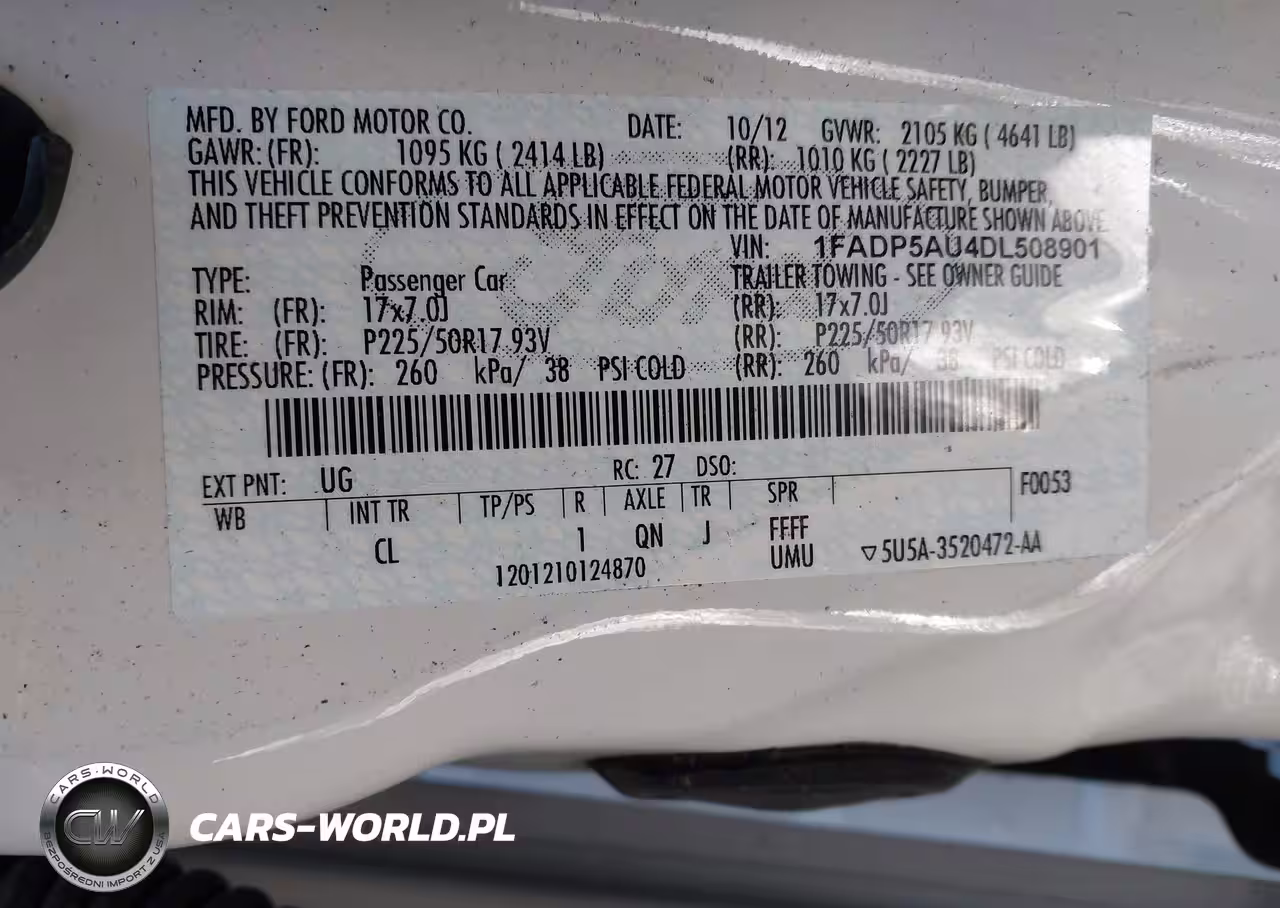 MFD. BY FORD MOTOR CO. DATE: 10/12 GVWR: 2105 KG ( 4641 LB)
GAWR: (FR): 1095 KG ( 2414 LB) (RR): 1010 KG ( 2227 LB)
THIS VEHICLE CONFORMS TO ALL APPLICABLE FEDERAL MOTOR VEHICLE SAFETY, BUMPER,
AND THEFT PREVENTION STANDARDS IN EFFECT ON THE DATE OF MANUFACTURE SHOWN ABOVE.
VIN: 1FADP5AU4DL508901
TYPE: Passenger Car TRAILER TOWING - SEE OWNER GUIDE
RIM: (FR): 17x7.0J (RR): 17x7.0J
TIRE: (FR): P225/50R17 93V (RR): P225/50R17 93V
PRESSURE: (FR): 260 kPa/ 38 PSI COLD (RR): 260 kPa/ 38 PSI COLD
EXT PNT: UG RC: 27 DSO:
WB INT TR TP/PS R AXLE TR SPR F0053
CL 1 QN J FFFF
UMU ▽5U5A-3520472-AA
1201210124870
CARS-WORLD
CW
BEZPOŚREDNI IMPORT Z USA
CARS-WORLD.PL